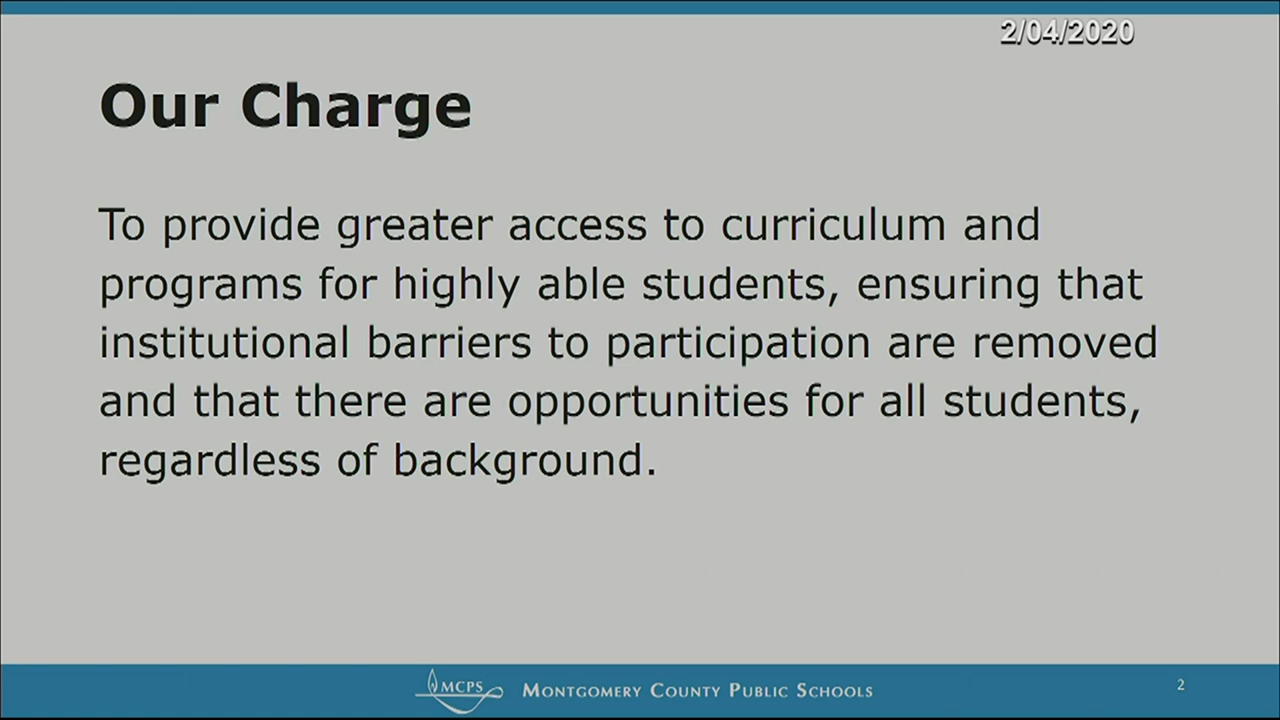 2/04/2020
Our Charge
To provide greater access to curriculum and
programs for highly able students, ensuring that
institutional barriers to participation are removed
and that there are opportunities for all students,
regardless of background.
MCPS MONTGOMERY COUNTY PUBLIC SCHOOLS 2